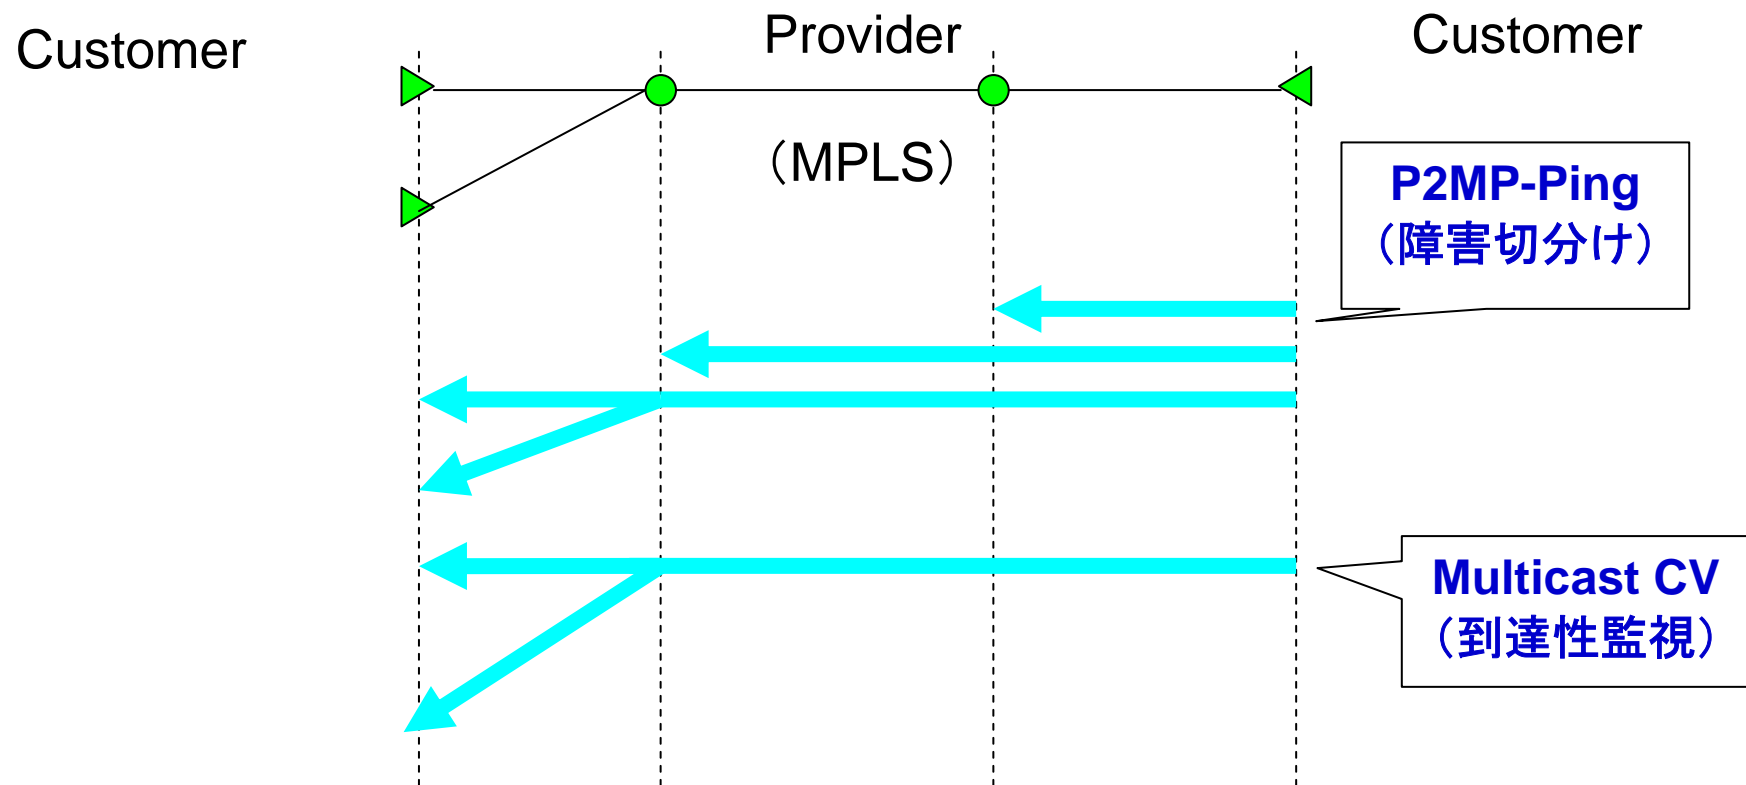 Customer
Provider
Customer
（MPLS）
P2MP-Ping
（障害切分け）
Multicast CV
（到達性監視）